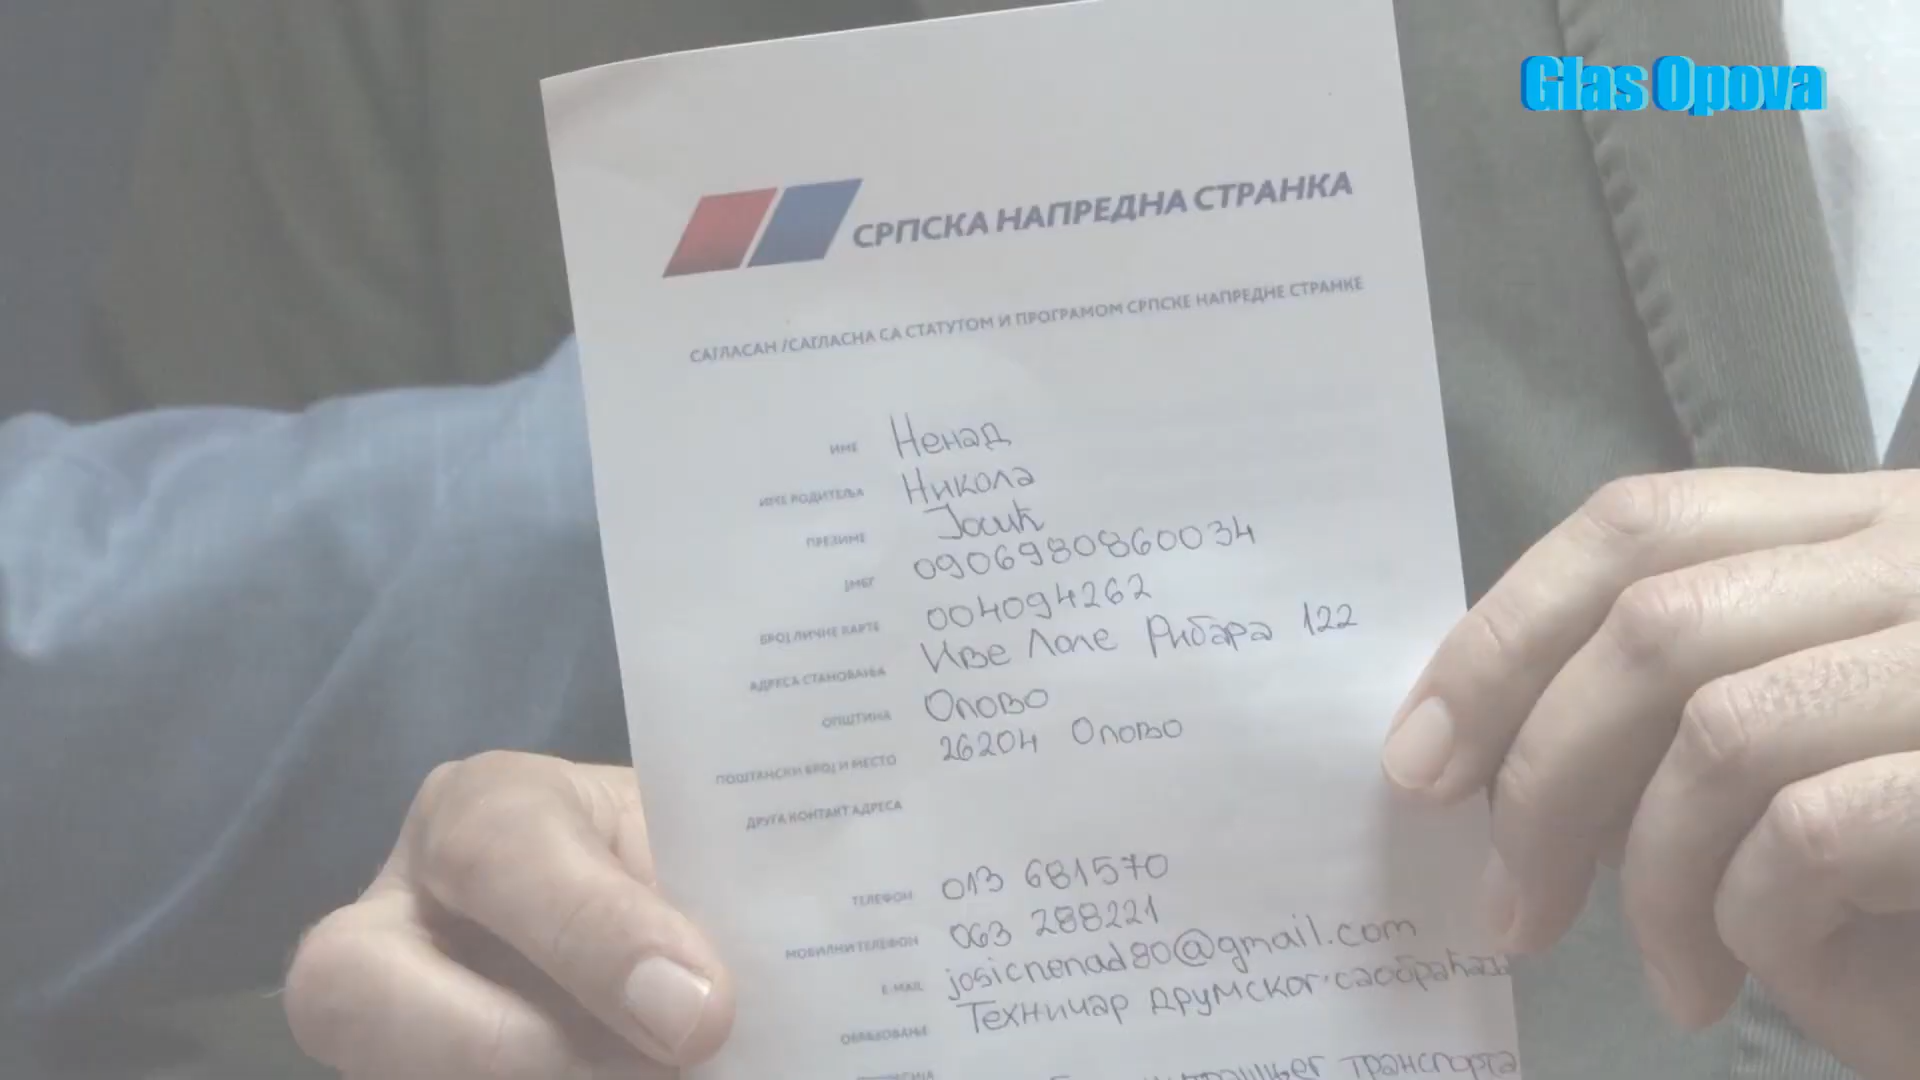 Glas Opova
СРПСКА НАПРЕДНА СТРАНКА
САГЛАСАН /САГЛАСНА СА СТАТУТОМ И ПРОГРАМОМ СРПСКЕ НАПРЕДНЕ СТРАНКЕ
ИМЕ Ненад
ИМЕ РОДИТЕЉА Никола
ПРЕЗИМЕ Јосић
ЈМБГ 0906980860034
БРОЈ ЛИЧНЕ КАРТЕ 004094262
АДРЕСА СТАНОВАЊА Иве Лоле Рибара 122
ОПШТИНА Опово
ПОШТАНСКИ БРОЈ И МЕСТО 26204 Опово
ДРУГА КОНТАКТ АДРЕСА
ТЕЛЕФОН 013 681570
МОБИЛНИ ТЕЛЕФОН 063 288221
E-MAIL josicnenad80@gmail.com
ОБРАЗОВАЊЕ Техничар друмског саобраћаја
транспорта